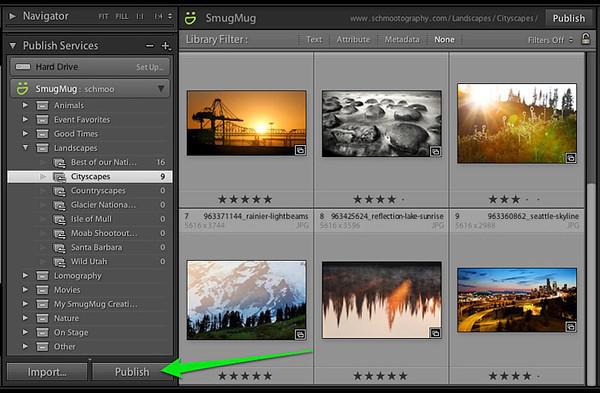 Navigator FIT FILL 1:1 1:4
Publish Services
Hard Drive Set Up...
SmugMug : schmoo
Animals
Event Favorites
Good Times
Landscapes
Best of our Nati... 16
Cityscapes 9
Countryscapes 0
Glacier Nationa... 0
Isle of Mull 0
Moab Shootout... 0
Santa Barbara 0
Wild Utah 0
Lomography
Movies
My SmugMug Creati...
Nature
On Stage
Other
Import... Publish
SmugMug www.schmootography.com/Landscapes/Cityscapes/ Publish
Library Filter: Text Attribute Metadata None Filters Off
7 963371144_rainier-lightbeams
5616 x 3744 JPG
8 963425624_reflection-lake-sunrise
5616 x 3596 JPG
9 963360862_seattle-skyline
5616 x 2988 JPG